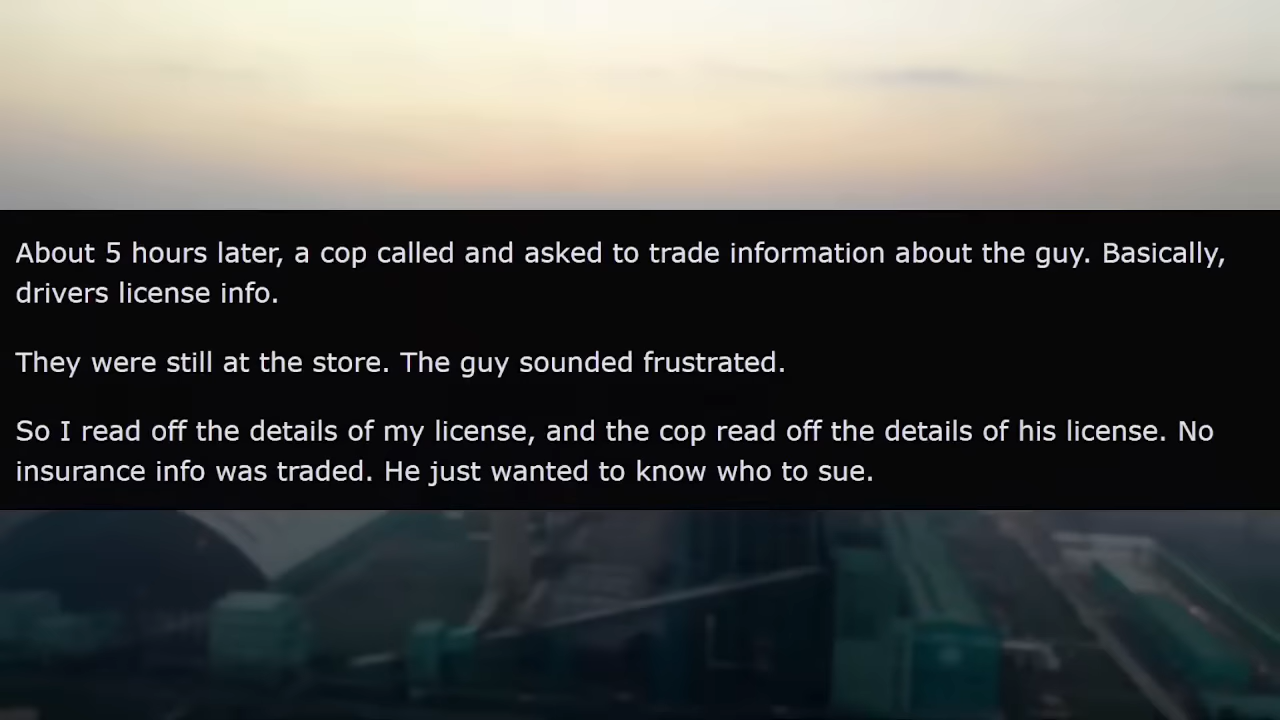 About 5 hours later, a cop called and asked to trade information about the guy. Basically,
drivers license info.
They were still at the store. The guy sounded frustrated.
So I read off the details of my license, and the cop read off the details of his license. No
insurance info was traded. He just wanted to know who to sue.